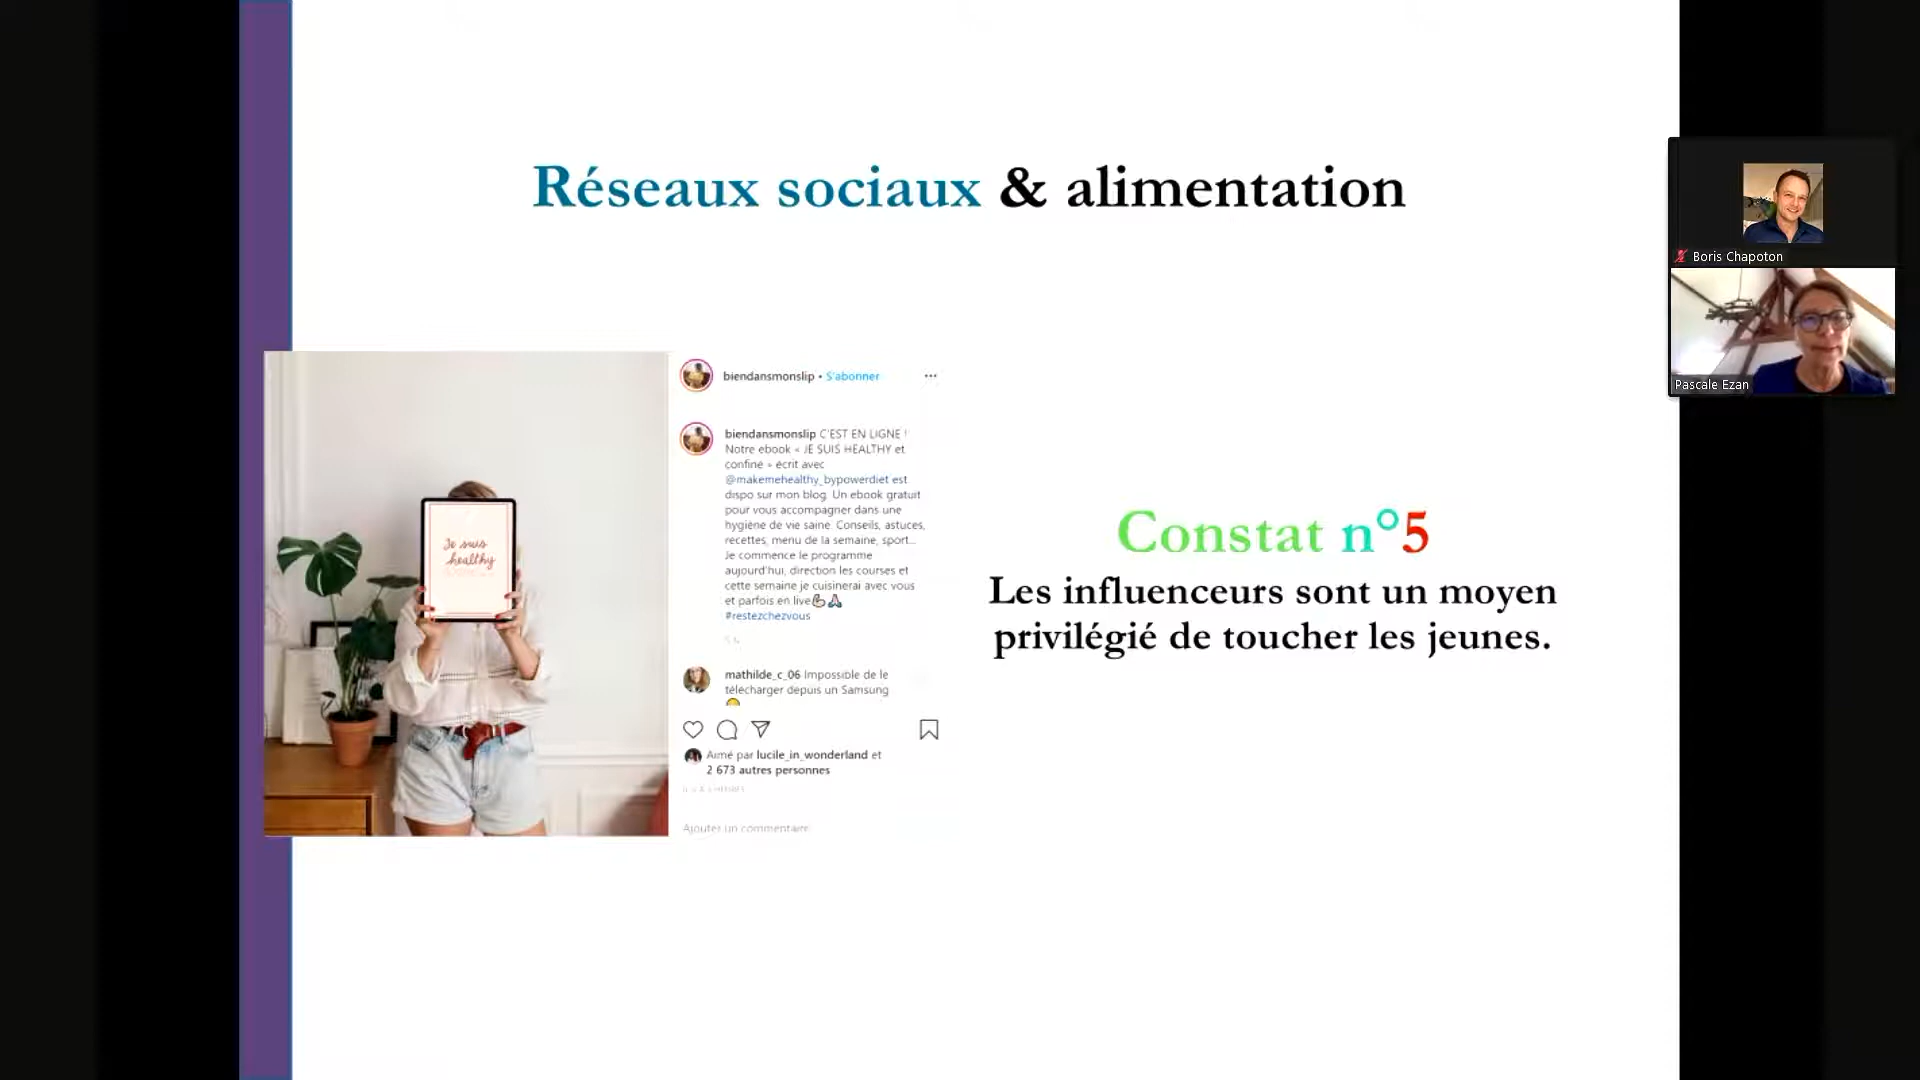 Réseaux sociaux & alimentation
Je suis
healthy
biendansmonslip • S'abonner
biendansmonslip C'EST EN LIGNE !
Notre ebook « JE SUIS HEALTHY et
confiné » écrit avec
@makemehealthy_bypowerdiet est
dispo sur mon blog. Un ebook gratuit
pour vous accompagner dans une
hygiène de vie saine. Conseils, astuces,
recettes, menu de la semaine, sport...
Je commence le programme
aujourd'hui, direction les courses et
cette semaine je cuisinerai avec vous
et parfois en live💪🙏
#restezchezvous
mathilde_c_06 Impossible de le
télécharger depuis un Samsung
Aimé par lucile_in_wonderland et
2 673 autres personnes
Ajouter un commentaire
Constat n°5
Les influenceurs sont un moyen
privilégié de toucher les jeunes.
Boris Chapoton
Pascale Ezan